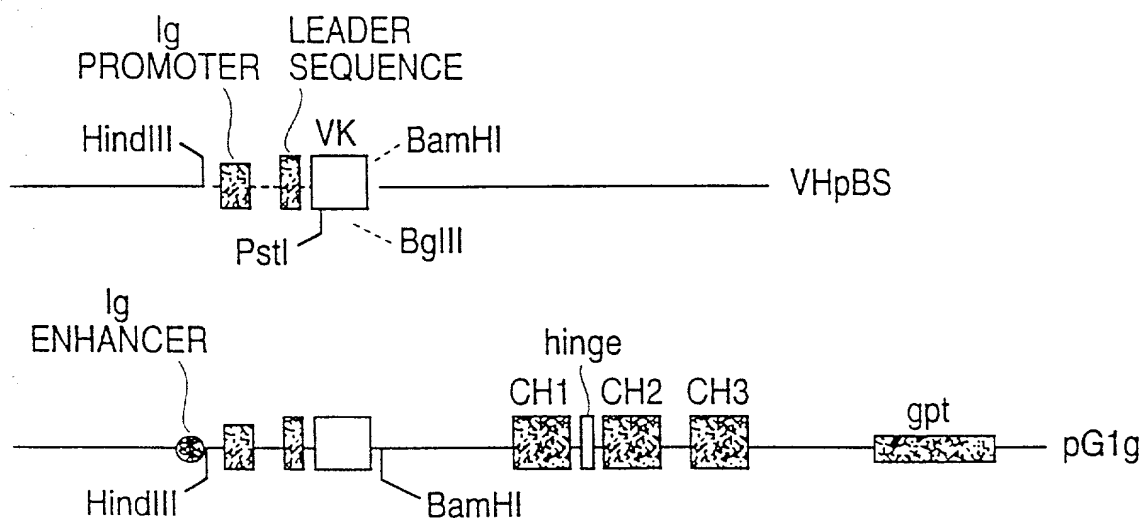 Ig
PROMOTER
LEADER
SEQUENCE
HindIII
VK
BamHI
VHpBS
PstI
BglII
Ig
ENHANCER
hinge
CH1
CH2
CH3
gpt
pG1g
HindIII
BamHI